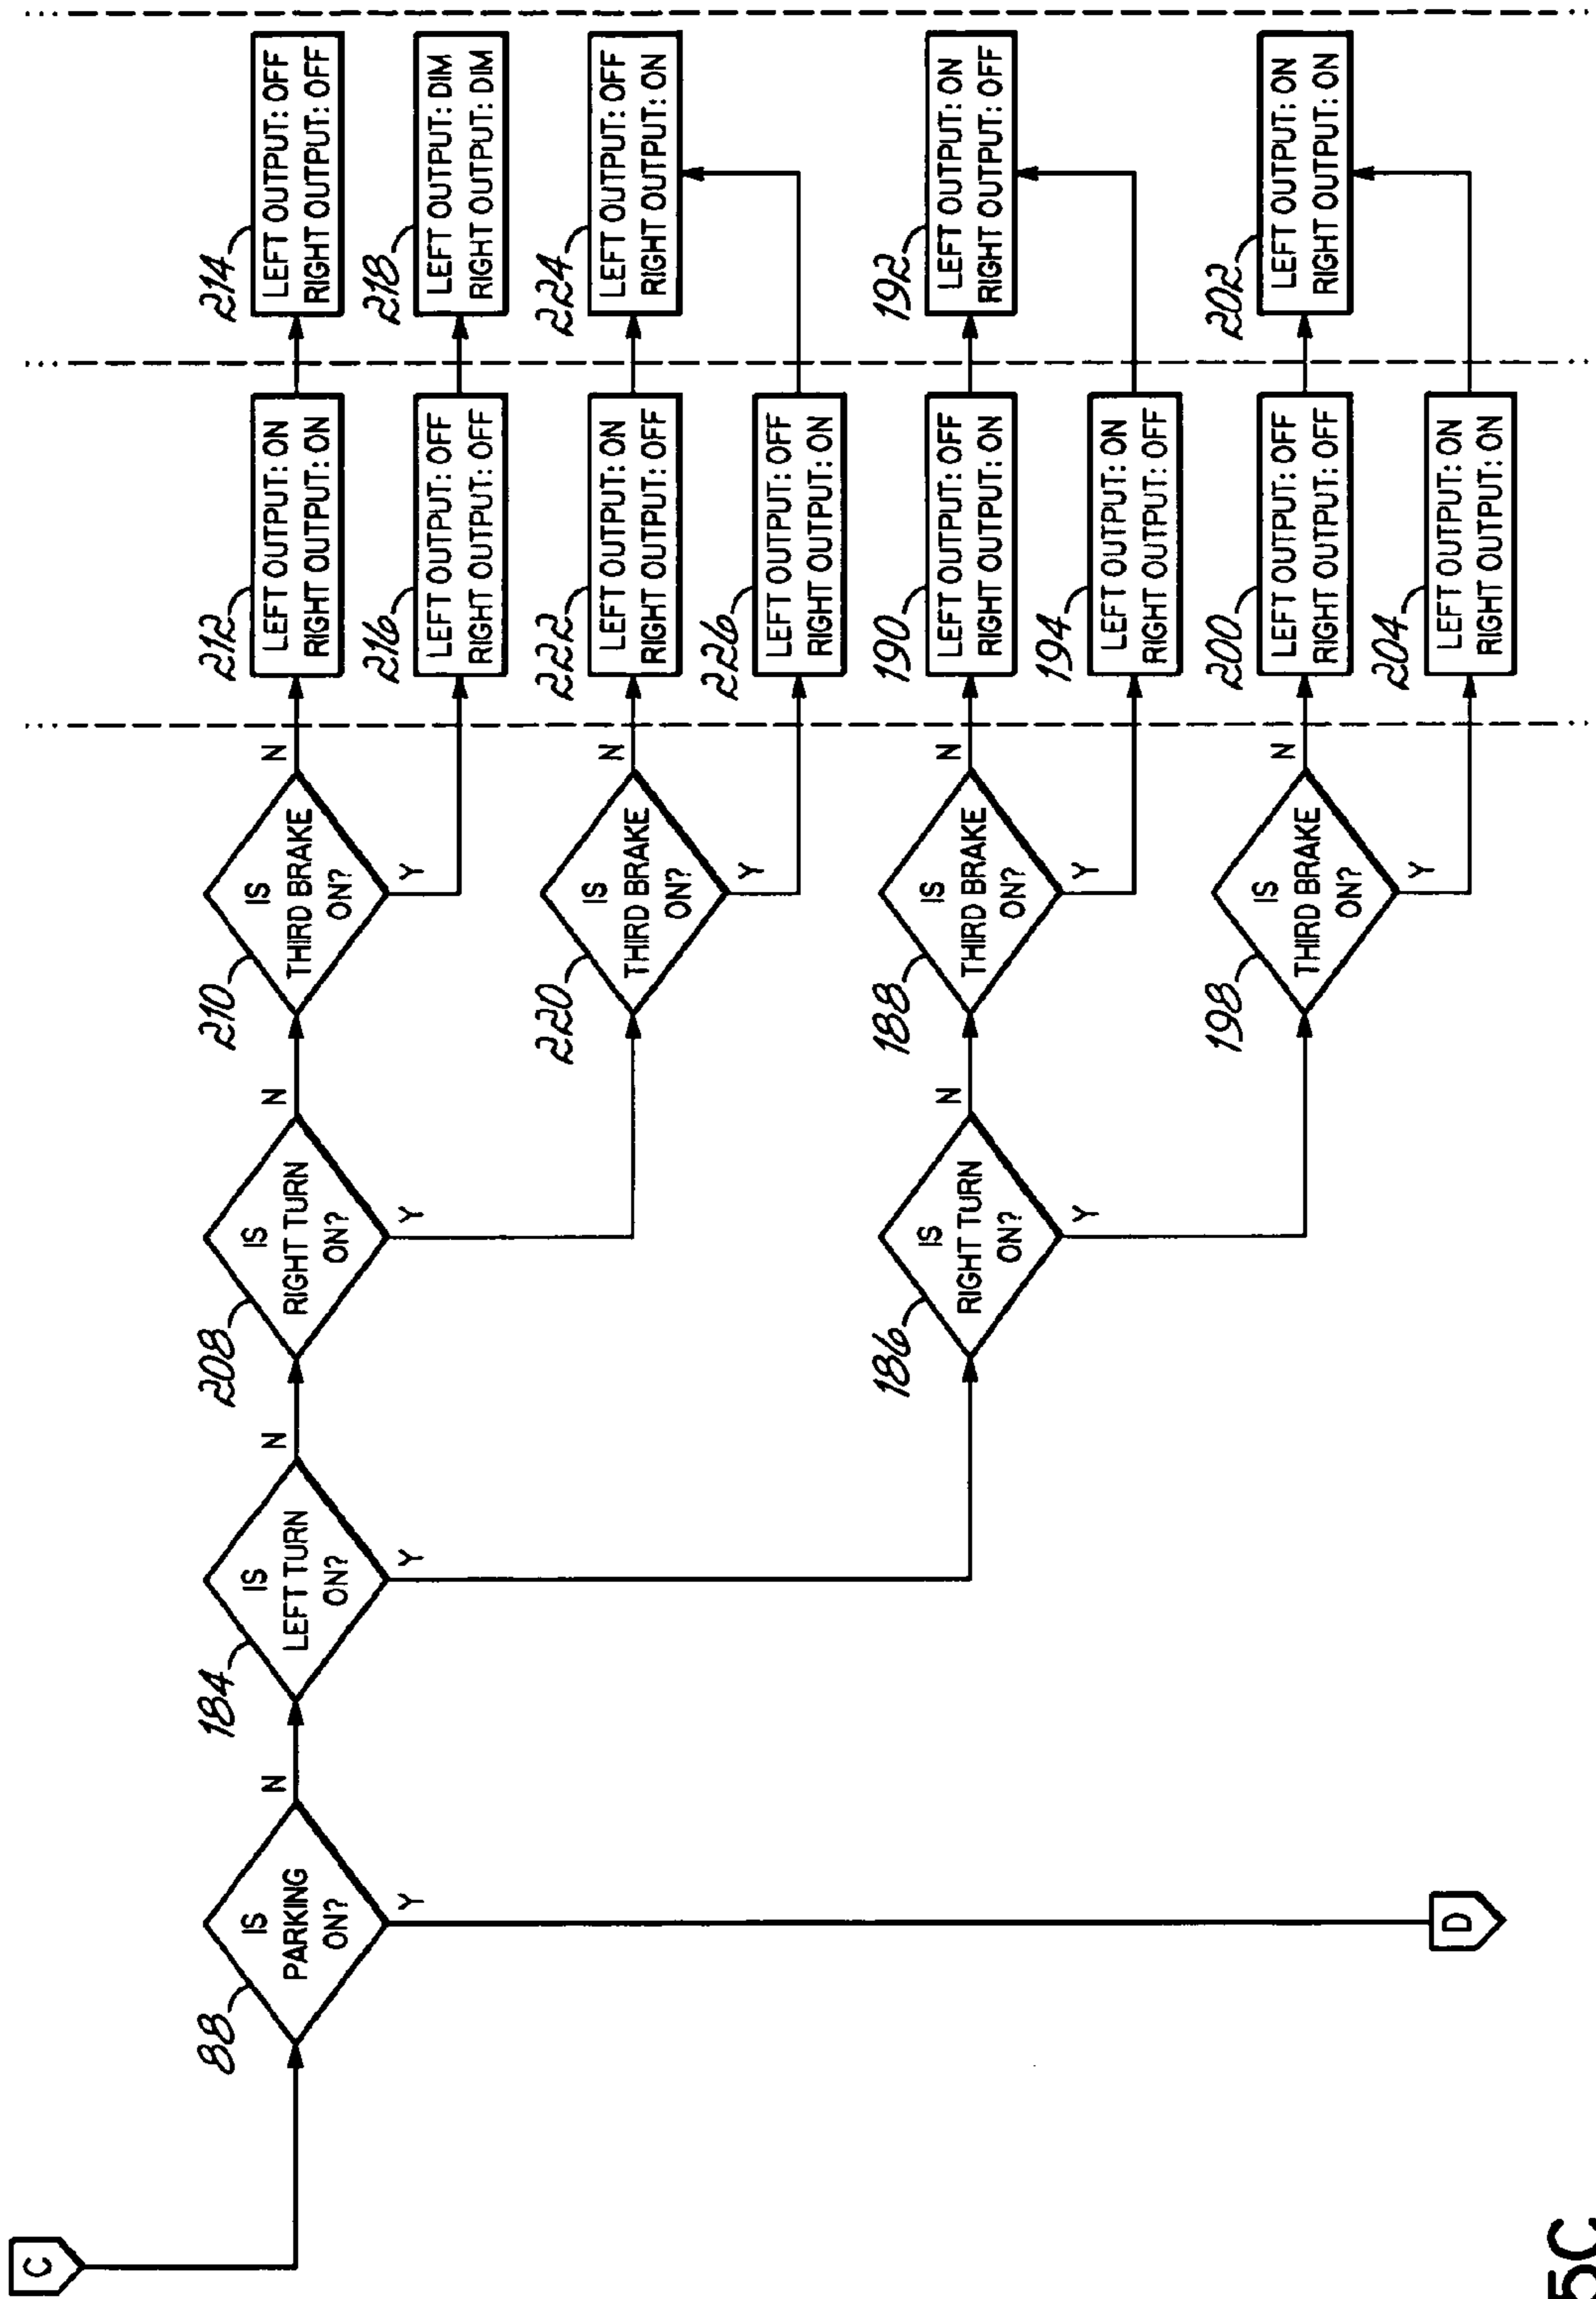 C
88
IS
PARKING
ON?
N
Y
D
184
IS
LEFT TURN
ON?
N
Y
208
IS
RIGHT TURN
ON?
N
Y
210
IS
THIRD BRAKE
ON?
N
Y
212
LEFT OUTPUT: ON
RIGHT OUTPUT: ON
214
LEFT OUTPUT: OFF
RIGHT OUTPUT: OFF
216
LEFT OUTPUT: OFF
RIGHT OUTPUT: OFF
218
LEFT OUTPUT: DIM
RIGHT OUTPUT: DIM
220
IS
THIRD BRAKE
ON?
N
Y
222
LEFT OUTPUT: ON
RIGHT OUTPUT: OFF
224
LEFT OUTPUT: OFF
RIGHT OUTPUT: ON
226
LEFT OUTPUT: OFF
RIGHT OUTPUT: ON
186
IS
RIGHT TURN
ON?
N
Y
188
IS
THIRD BRAKE
ON?
N
Y
190
LEFT OUTPUT: OFF
RIGHT OUTPUT: ON
192
LEFT OUTPUT: ON
RIGHT OUTPUT: OFF
194
LEFT OUTPUT: ON
RIGHT OUTPUT: OFF
198
IS
THIRD BRAKE
ON?
N
Y
200
LEFT OUTPUT: OFF
RIGHT OUTPUT: OFF
202
LEFT OUTPUT: ON
RIGHT OUTPUT: ON
204
LEFT OUTPUT: ON
RIGHT OUTPUT: ON
5C